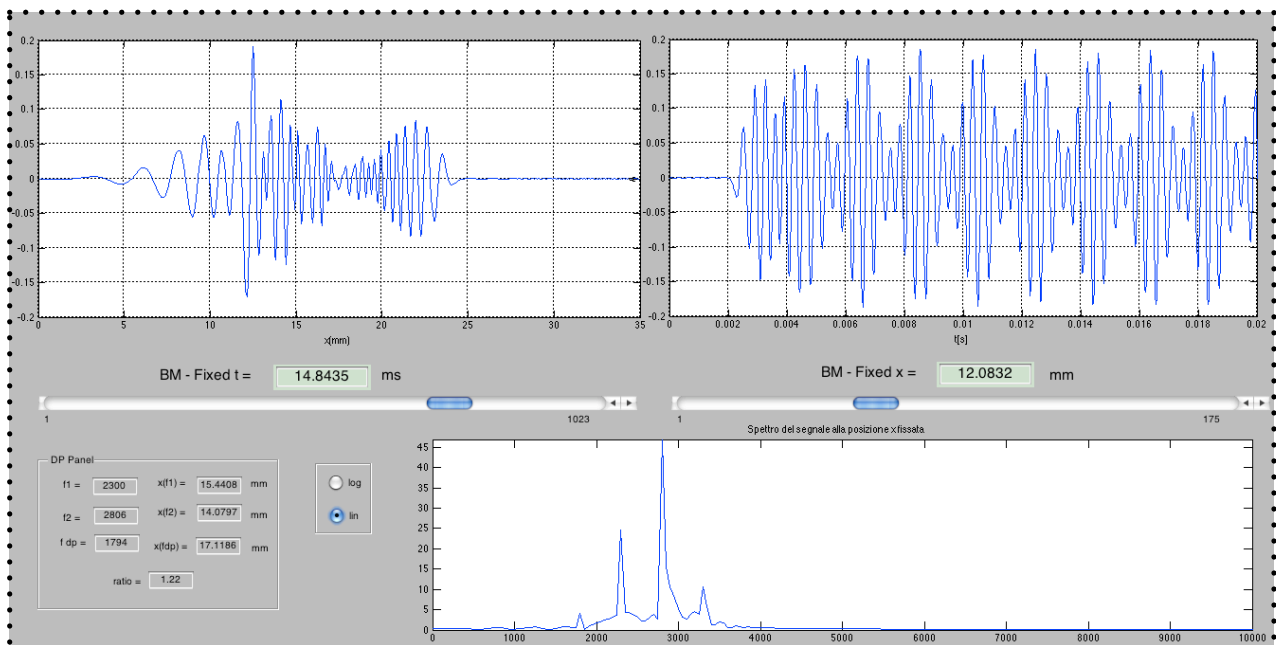 0.2
0.15
0.1
0.05
0
-0.05
-0.1
-0.15
-0.2
0 5 10 15 20 25 30 35
x(mm)
0.2
0.15
0.1
0.05
0
-0.05
-0.1
-0.15
-0.2
0 0.002 0.004 0.006 0.008 0.01 0.012 0.014 0.016 0.018 0.02
t[s]
BM - Fixed t = 14.8435 ms
1 1023
BM - Fixed x = 12.0832 mm
1 175
DP Panel
f1 = 2300 x(f1) = 15.4408 mm
f2 = 2806 x(f2) = 14.0797 mm
f dp = 1794 x(fdp) = 17.1186 mm
ratio = 1.22
log
lin
Spettro del segnale alla posizione x fissata
45
40
35
30
25
20
15
10
5
0
0 1000 2000 3000 4000 5000 6000 7000 8000 9000 10000